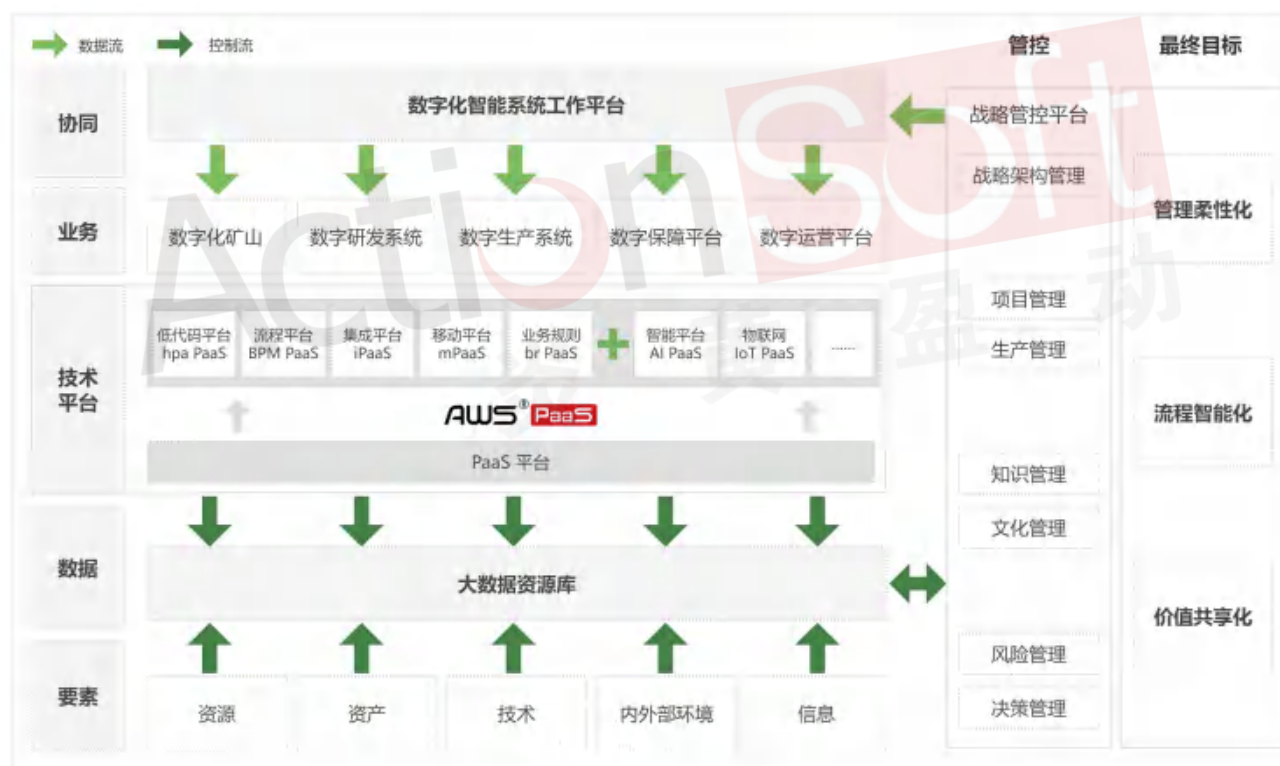 数据流
控制流
管控
最终目标
协同
数字化智能系统工作平台
战略管控平台
战略架构管理
管理柔性化
业务
数字化矿山
数字研发系统
数字生产系统
数字保障平台
数字运营平台
项目管理
生产管理
技术
平台
低代码平台
hpa PaaS
流程平台
BPM PaaS
集成平台
iPaaS
移动平台
mPaaS
业务规则
br PaaS
智能平台
AI PaaS
物联网
IoT PaaS
......
AWS® PaaS
PaaS 平台
流程智能化
知识管理
文化管理
数据
大数据资源库
价值共享化
风险管理
决策管理
要素
资源
资产
技术
内外部环境
信息
ActionSoft
炎黄盈动